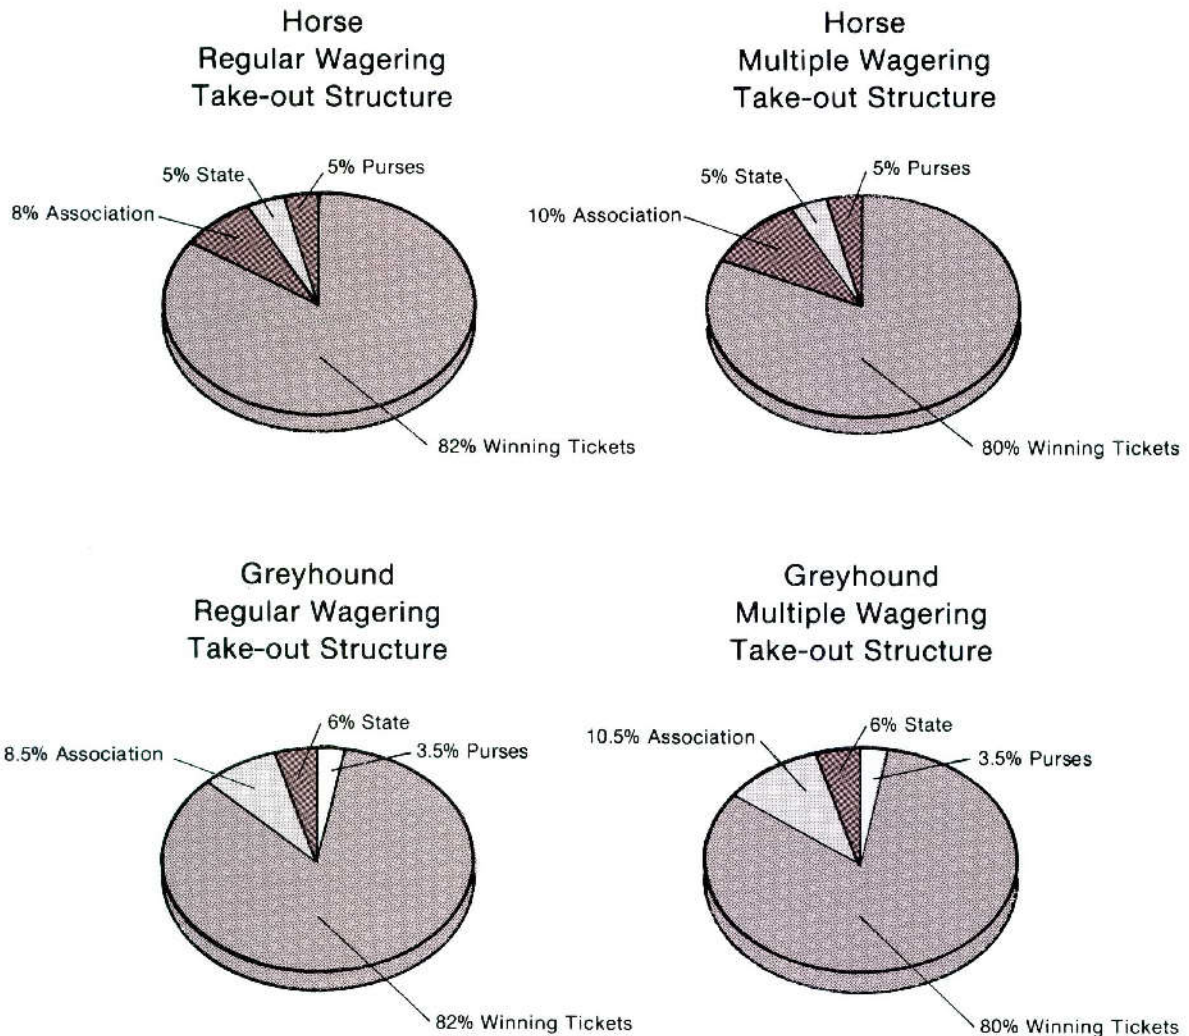 Horse
Regular Wagering
Take-out Structure
5% State
5% Purses
8% Association
82% Winning Tickets
Horse
Multiple Wagering
Take-out Structure
5% State
5% Purses
10% Association
80% Winning Tickets
Greyhound
Regular Wagering
Take-out Structure
6% State
8.5% Association
3.5% Purses
82% Winning Tickets
Greyhound
Multiple Wagering
Take-out Structure
6% State
10.5% Association
3.5% Purses
80% Winning Tickets